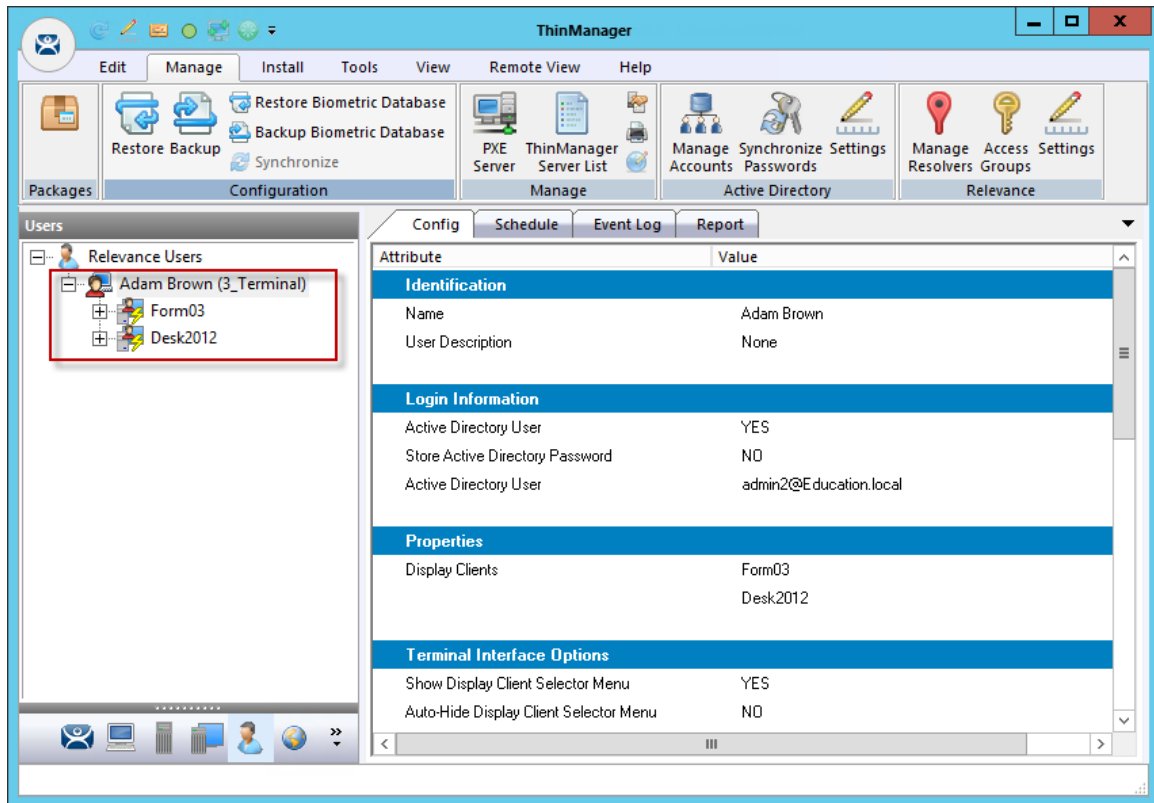 ThinManager
Edit Manage Install Tools View Remote View Help
Restore Biometric Database
Backup Biometric Database
Synchronize
Restore Backup
PXE Server
ThinManager Server List
Manage Accounts
Synchronize Passwords
Settings
Manage Resolvers
Access Groups
Settings
Packages Configuration Manage Active Directory Relevance
Users
Config Schedule Event Log Report
Relevance Users
Adam Brown (3_Terminal)
Form03
Desk2012
Attribute Value
Identification
Name Adam Brown
User Description None
Login Information
Active Directory User YES
Store Active Directory Password NO
Active Directory User admin2@Education.local
Properties
Display Clients Form03
Desk2012
Terminal Interface Options
Show Display Client Selector Menu YES
Auto-Hide Display Client Selector Menu NO